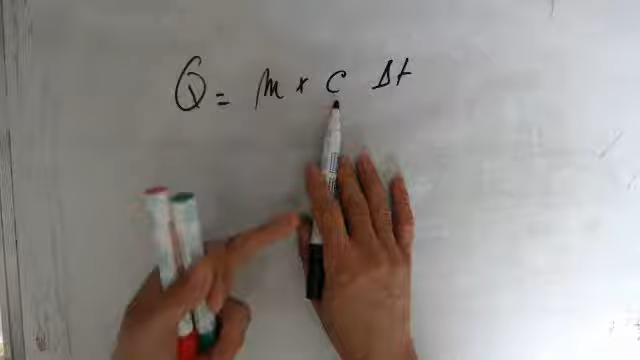 Q = m × c Δt